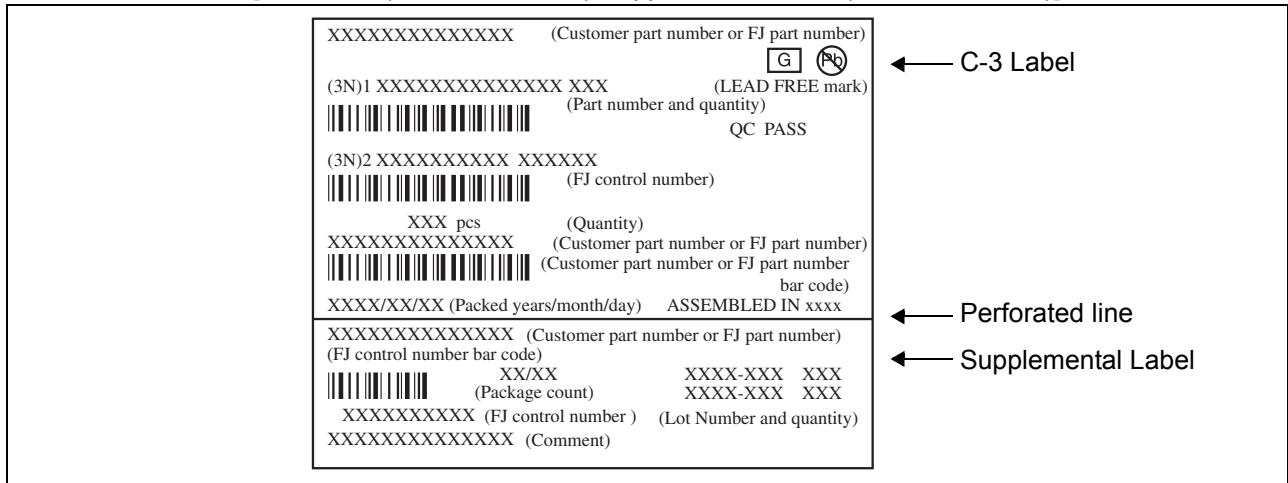 XXXXXXXXXXXXXX (Customer part number or FJ part number)
G Pb
C-3 Label
(3N)1 XXXXXXXXXXXXXX XXX (LEAD FREE mark)
(Part number and quantity)
QC PASS
(3N)2 XXXXXXXXXX XXXXXX
(FJ control number)
XXX pcs (Quantity)
XXXXXXXXXXXXXX (Customer part number or FJ part number)
(Customer part number or FJ part number
bar code)
XXXX/XX/XX (Packed years/month/day) ASSEMBLED IN xxxx
Perforated line
XXXXXXXXXXXXXX (Customer part number or FJ part number)
(FJ control number bar code)
Supplemental Label
XX/XX XXXX-XXX XXX
(Package count) XXXX-XXX XXX
XXXXXXXXXX (FJ control number ) (Lot Number and quantity)
XXXXXXXXXXXXXX (Comment)